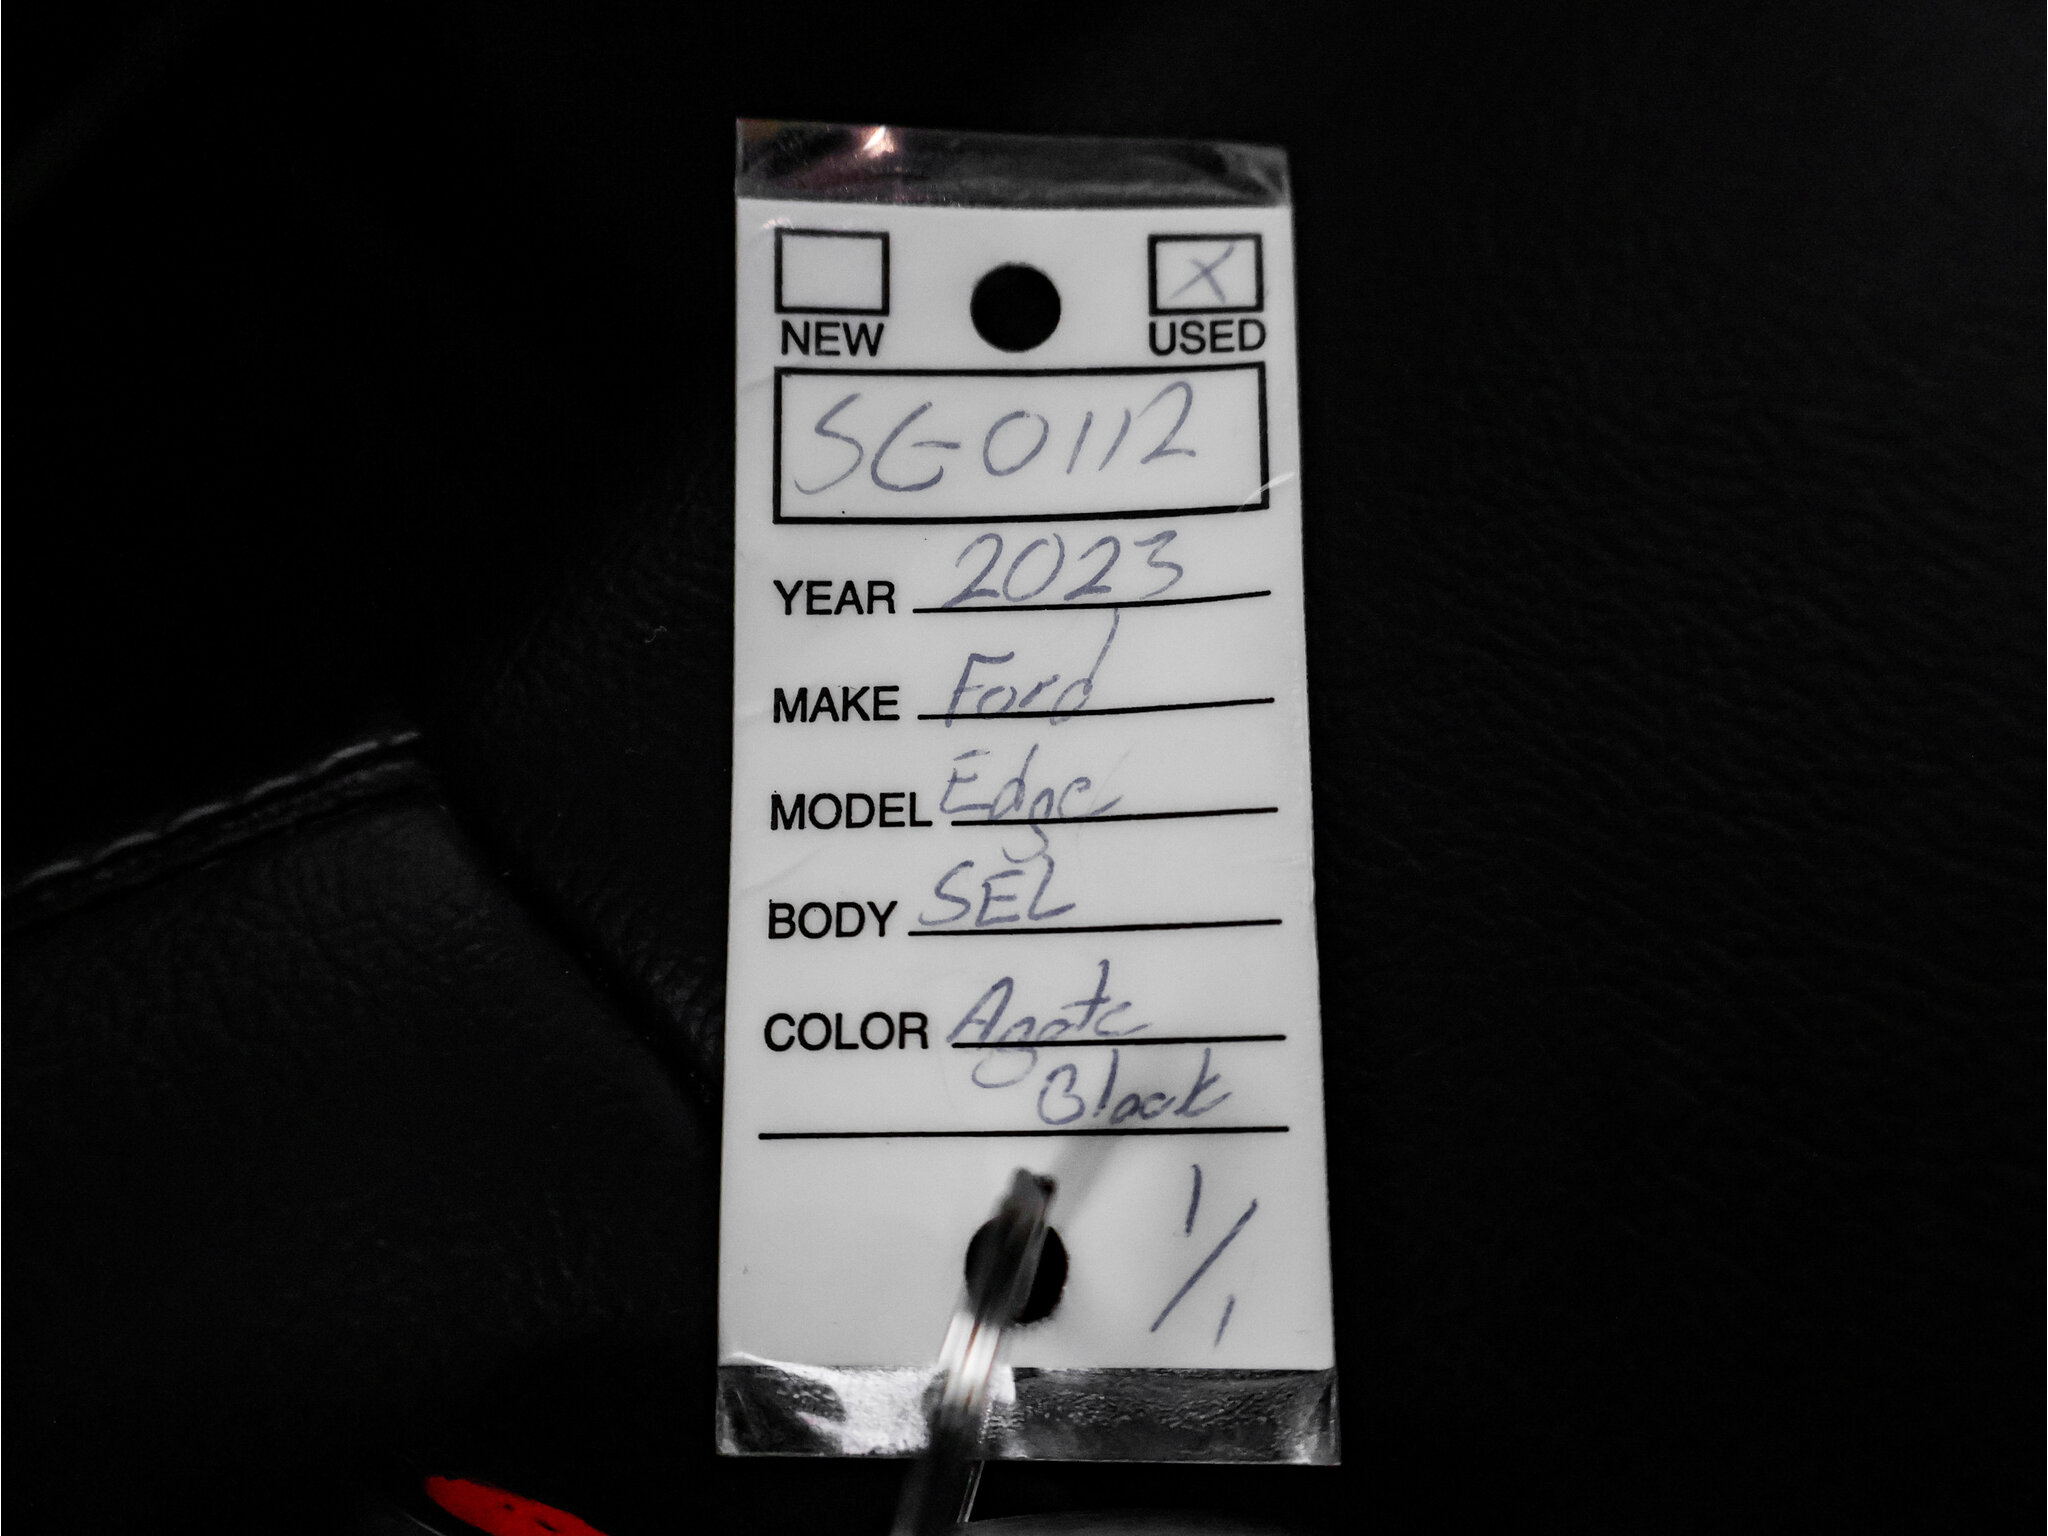 X
NEW USED
SG0112
YEAR 2023
MAKE Ford
MODEL Edge
BODY SEL
COLOR Agate
Black
1/1